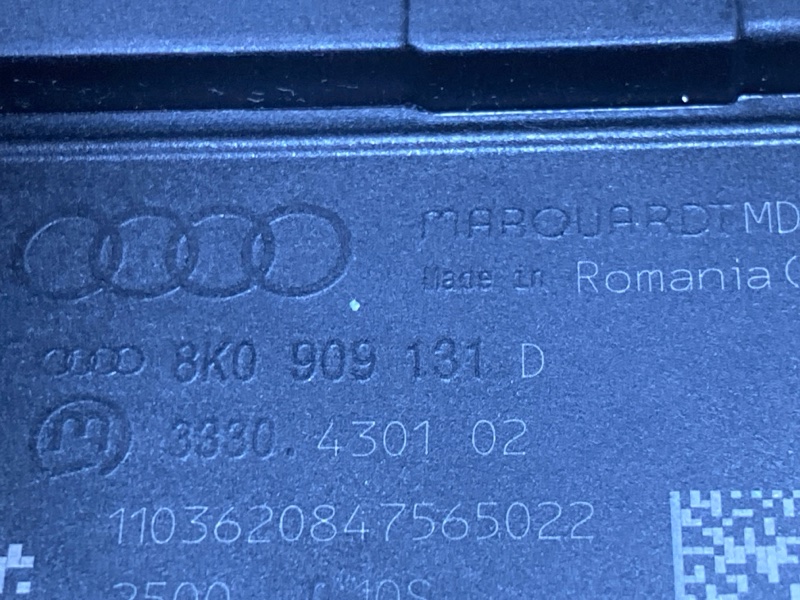 MARQUARDT MD
Made in Romania
8K0 909 131 D
3330. 4301 02
1103620847565022